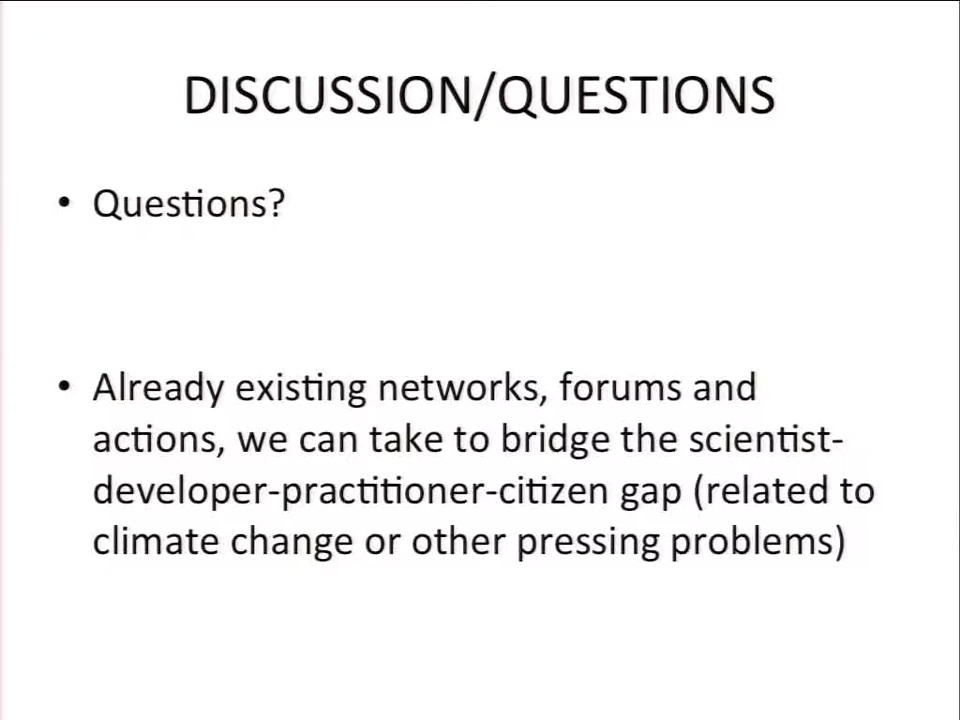 DISCUSSION/QUESTIONS
• Questions?
• Already existing networks, forums and
actions, we can take to bridge the scientist-
developer-practitioner-citizen gap (related to
climate change or other pressing problems)